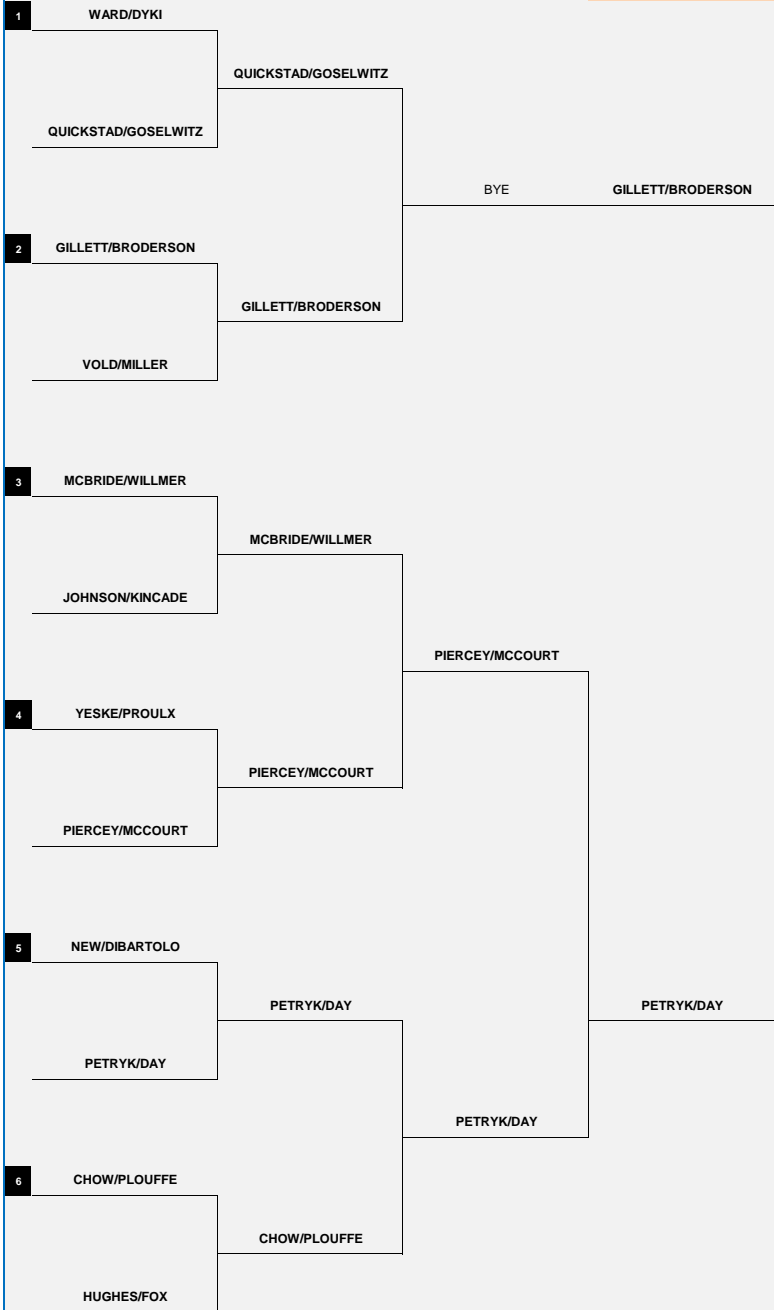 1 WARD/DYKI
QUICKSTAD/GOSELWITZ
QUICKSTAD/GOSELWITZ
BYE GILLETT/BRODERSON
2 GILLETT/BRODERSON
GILLETT/BRODERSON
VOLD/MILLER
3 MCBRIDE/WILLMER
MCBRIDE/WILLMER
JOHNSON/KINCADE
PIERCEY/MCCOURT
4 YESKE/PROULX
PIERCEY/MCCOURT
PIERCEY/MCCOURT
5 NEW/DIBARTOLO
PETRYK/DAY PETRYK/DAY
PETRYK/DAY
PETRYK/DAY
6 CHOW/PLOUFFE
CHOW/PLOUFFE
HUGHES/FOX